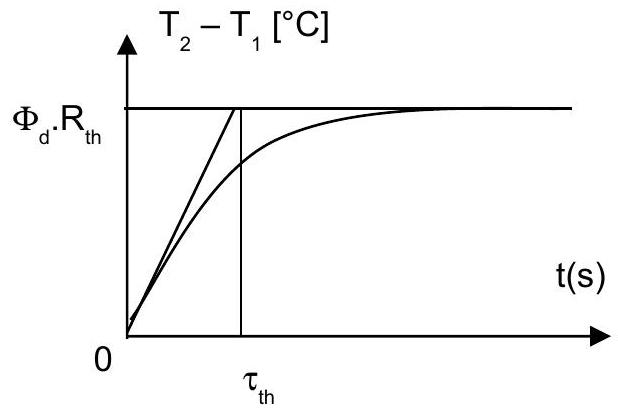 T₂ – T₁ [°C]
Φd.Rth
t(s)
0
τth